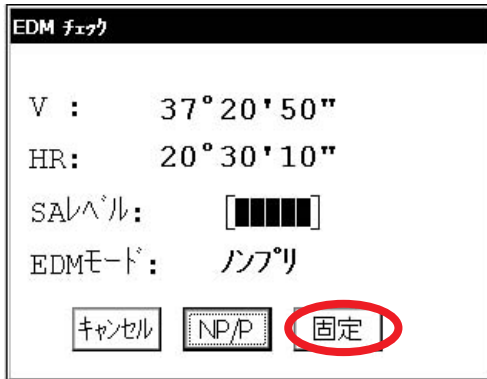 EDM ﾁｪｯｸ
V : 37°20'50"
HR: 20°30'10"
SAﾚﾍﾞﾙ:
EDMﾓｰﾄﾞ: ﾉﾝﾌﾟﾘ
ｷｬﾝｾﾙ NP/P 固定